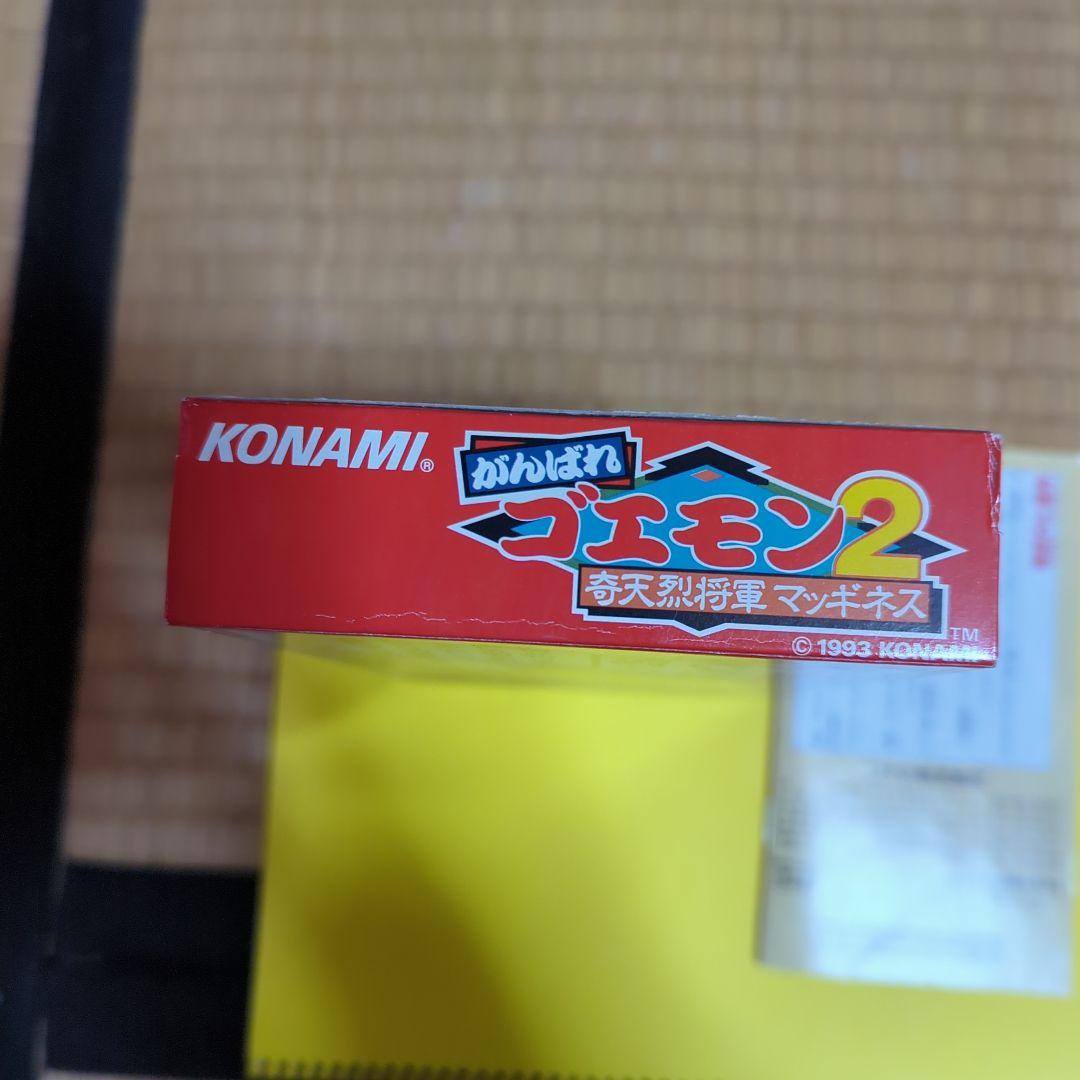 KONAMI®
がんばれ
ゴエモン2
奇天烈将軍 マッギネス
TM
© 1993 KONAMI